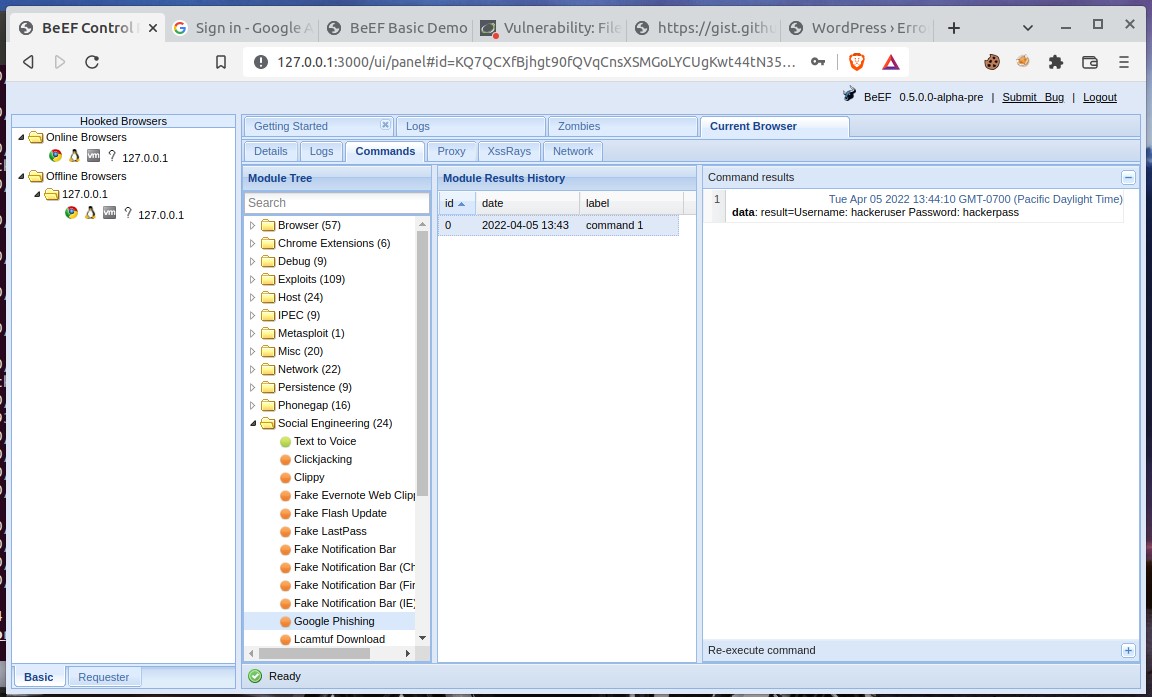 BeEF Control
Sign in - Google A
BeEF Basic Demo
Vulnerability: File
https://gist.githu
WordPress › Erro
127.0.0.1:3000/ui/panel#id=KQ7QCXfBjhgt90fQVqCnsXSMGoLYCUgKwt44tN35...
BeEF 0.5.0.0-alpha-pre | Submit Bug | Logout
Hooked Browsers
Online Browsers
? 127.0.0.1
Offline Browsers
127.0.0.1
? 127.0.0.1
Basic
Requester
Getting Started
Logs
Zombies
Current Browser
Details
Logs
Commands
Proxy
XssRays
Network
Module Tree
Search
Browser (57)
Chrome Extensions (6)
Debug (9)
Exploits (109)
Host (24)
IPEC (9)
Metasploit (1)
Misc (20)
Network (22)
Persistence (9)
Phonegap (16)
Social Engineering (24)
Text to Voice
Clickjacking
Clippy
Fake Evernote Web Clipp
Fake Flash Update
Fake LastPass
Fake Notification Bar
Fake Notification Bar (Ch
Fake Notification Bar (Fir
Fake Notification Bar (IE)
Google Phishing
Lcamtuf Download
Module Results History
id date label
0 2022-04-05 13:43 command 1
Command results
1 Tue Apr 05 2022 13:44:10 GMT-0700 (Pacific Daylight Time)
data: result=Username: hackeruser Password: hackerpass
Re-execute command
Ready